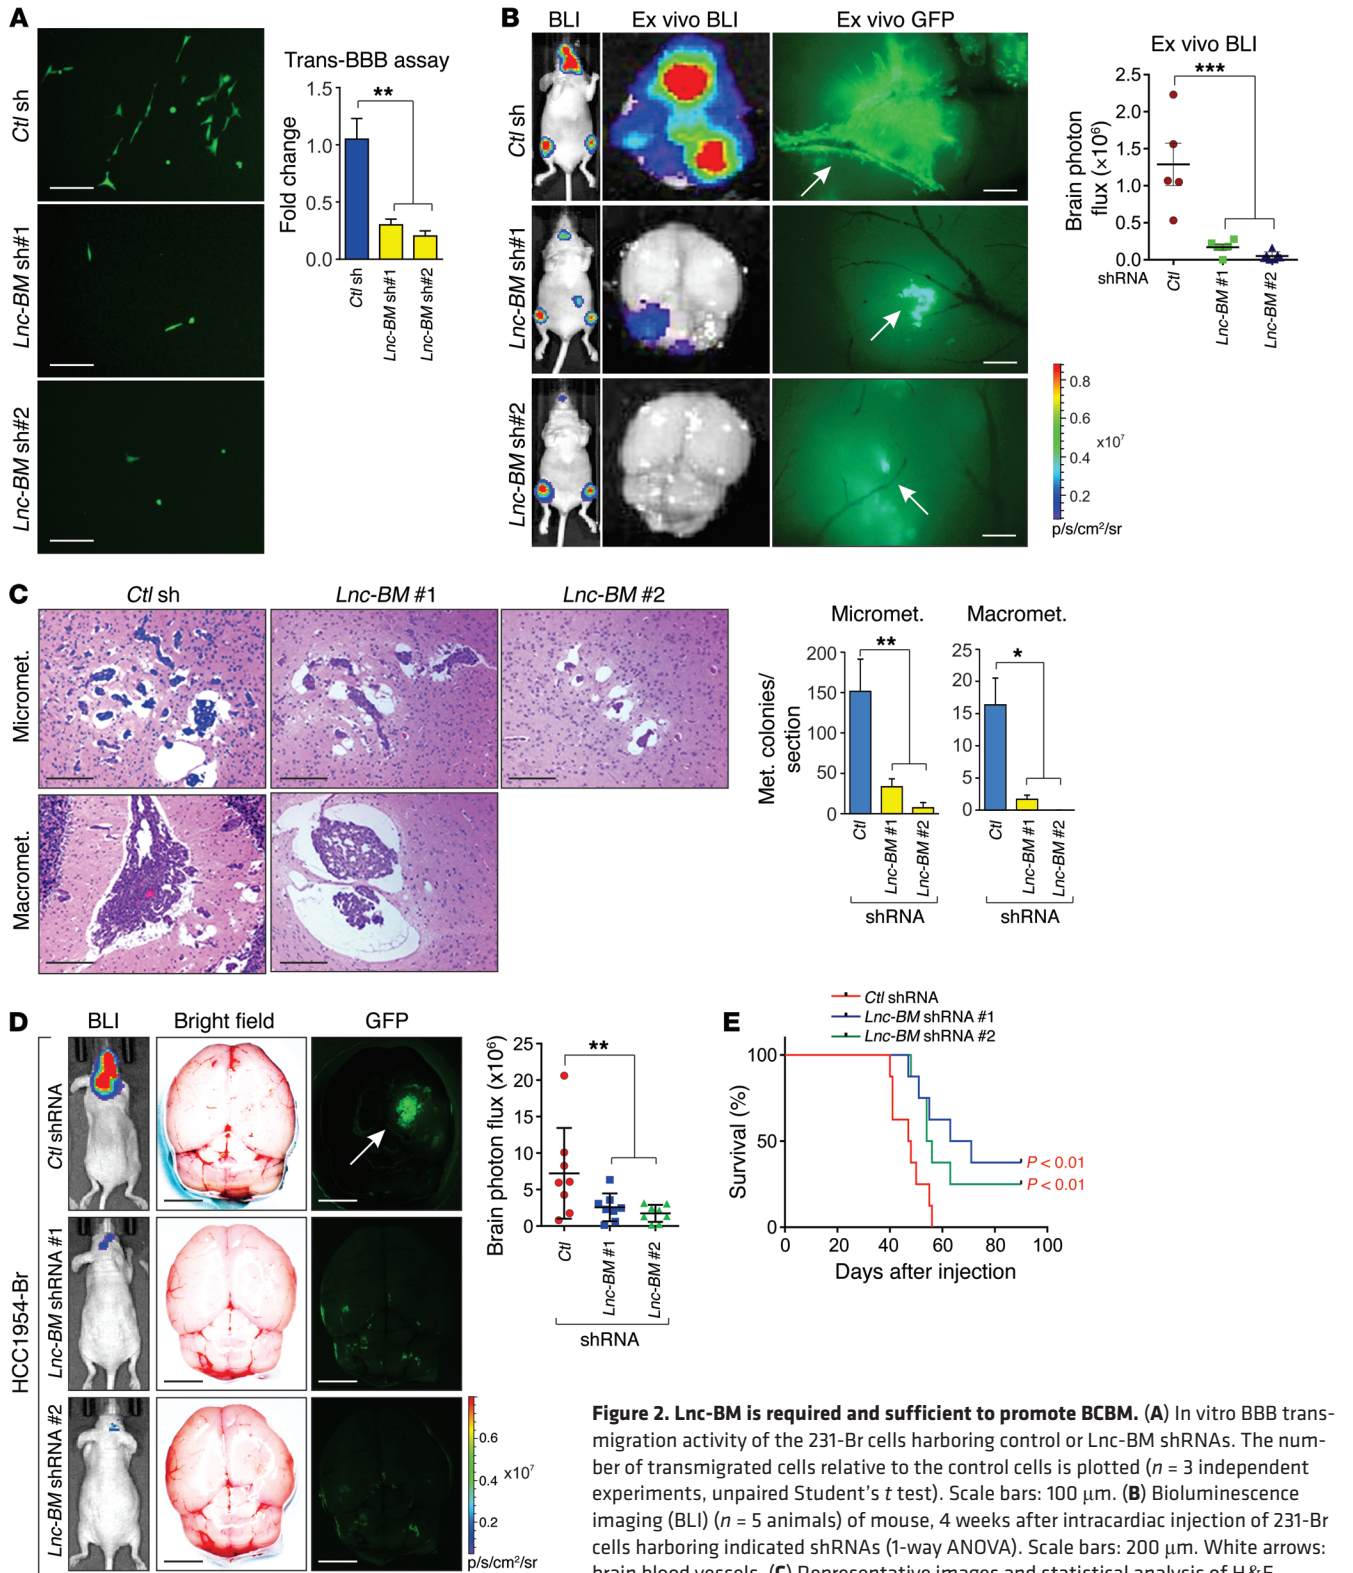 A
Ctl sh
Lnc-BM sh#1
Lnc-BM sh#2
Trans-BBB assay
**
Fold change
1.5
1.0
0.5
0.0
Ctl sh
Lnc-BM sh#1
Lnc-BM sh#2
B
BLI
Ex vivo BLI
Ex vivo GFP
Ctl sh
Lnc-BM sh#1
Lnc-BM sh#2
Ex vivo BLI
***
Brain photon
flux (×10⁶)
2.5
2.0
1.5
1.0
0.5
0.0
shRNA
Ctl
Lnc-BM #1
Lnc-BM #2
0.8
0.6
0.4
0.2
x10⁷
p/s/cm²/sr
C
Ctl sh
Lnc-BM #1
Lnc-BM #2
Micromet.
Macromet.
Micromet.
**
Met. colonies/
section
200
150
100
50
0
Ctl
Lnc-BM #1
Lnc-BM #2
shRNA
Macromet.
*
25
20
15
10
5
0
Ctl
Lnc-BM #1
Lnc-BM #2
shRNA
D
BLI
Bright field
GFP
HCC1954-Br
Ctl shRNA
Lnc-BM shRNA #1
Lnc-BM shRNA #2
0.6
0.4
0.2
x10⁷
p/s/cm²/sr
**
Brain photon flux (x10⁶)
25
20
15
10
5
0
Ctl
Lnc-BM #1
Lnc-BM #2
shRNA
E
Ctl shRNA
Lnc-BM shRNA #1
Lnc-BM shRNA #2
Survival (%)
100
50
0
P < 0.01
P < 0.01
0 20 40 60 80 100
Days after injection
Figure 2. Lnc-BM is required and sufficient to promote BCBM. (A) In vitro BBB trans-
migration activity of the 231-Br cells harboring control or Lnc-BM shRNAs. The num-
ber of transmigrated cells relative to the control cells is plotted (n = 3 independent
experiments, unpaired Student's t test). Scale bars: 100 μm. (B) Bioluminescence
imaging (BLI) (n = 5 animals) of mouse, 4 weeks after intracardiac injection of 231-Br
cells harboring indicated shRNAs (1-way ANOVA). Scale bars: 200 μm. White arrows:
brain blood vessels. (C) Representative images and statistical analysis of H&E